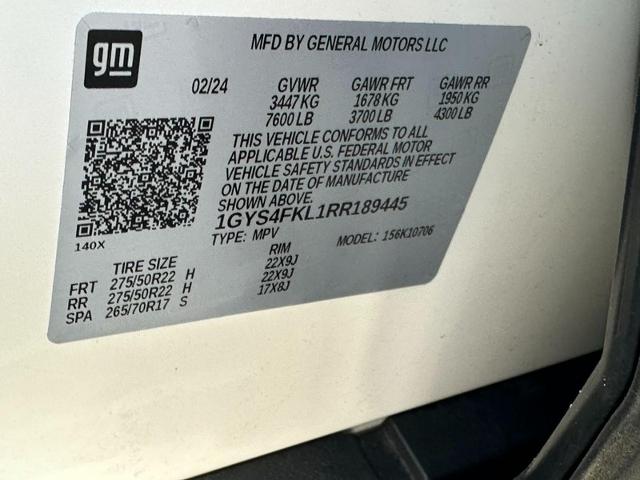 gm
MFD BY GENERAL MOTORS LLC
02/24 GVWR GAWR FRT GAWR RR
3447 KG 1678 KG 1950 KG
7600 LB 3700 LB 4300 LB
THIS VEHICLE CONFORMS TO ALL
APPLICABLE U.S. FEDERAL MOTOR
VEHICLE SAFETY STANDARDS IN EFFECT
ON THE DATE OF MANUFACTURE
SHOWN ABOVE.
1GYS4FKL1RR189445
140X
TYPE: MPV MODEL: 156K10706
TIRE SIZE RIM
FRT 275/50R22 H 22X9J
RR 275/50R22 H 22X9J
SPA 265/70R17 S 17X8J